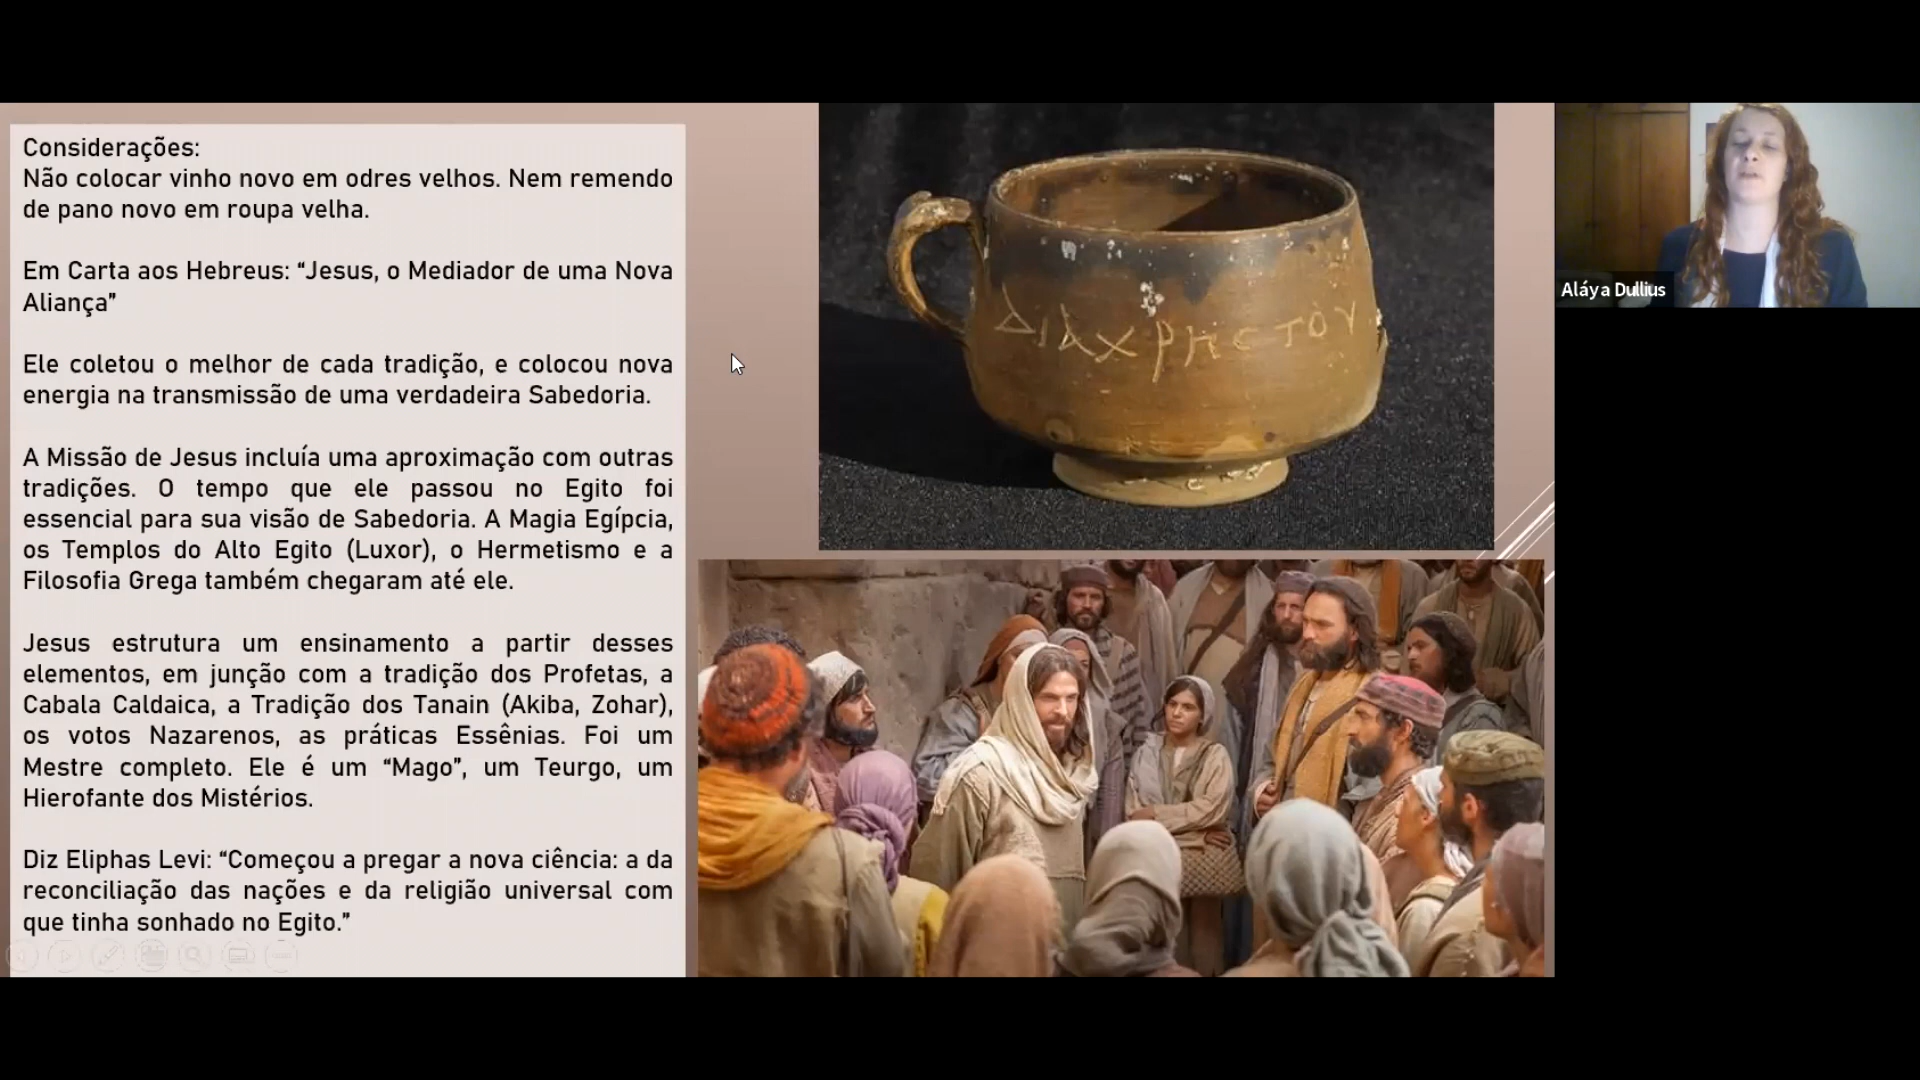 Considerações:
Não colocar vinho novo em odres velhos. Nem remendo
de pano novo em roupa velha.
Em Carta aos Hebreus: “Jesus, o Mediador de uma Nova
Aliança”
Ele coletou o melhor de cada tradição, e colocou nova
energia na transmissão de uma verdadeira Sabedoria.
A Missão de Jesus incluía uma aproximação com outras
tradições. O tempo que ele passou no Egito foi
essencial para sua visão de Sabedoria. A Magia Egípcia,
os Templos do Alto Egito (Luxor), o Hermetismo e a
Filosofia Grega também chegaram até ele.
Jesus estrutura um ensinamento a partir desses
elementos, em junção com a tradição dos Profetas, a
Cabala Caldaica, a Tradição dos Tanain (Akiba, Zohar),
os votos Nazarenos, as práticas Essênias. Foi um
Mestre completo. Ele é um “Mago”, um Teurgo, um
Hierofante dos Mistérios.
Diz Eliphas Levi: “Começou a pregar a nova ciência: a da
reconciliação das nações e da religião universal com
que tinha sonhado no Egito.”
ΔΙΑΧΡΗϹΤΟΥ
Aláya Dullius